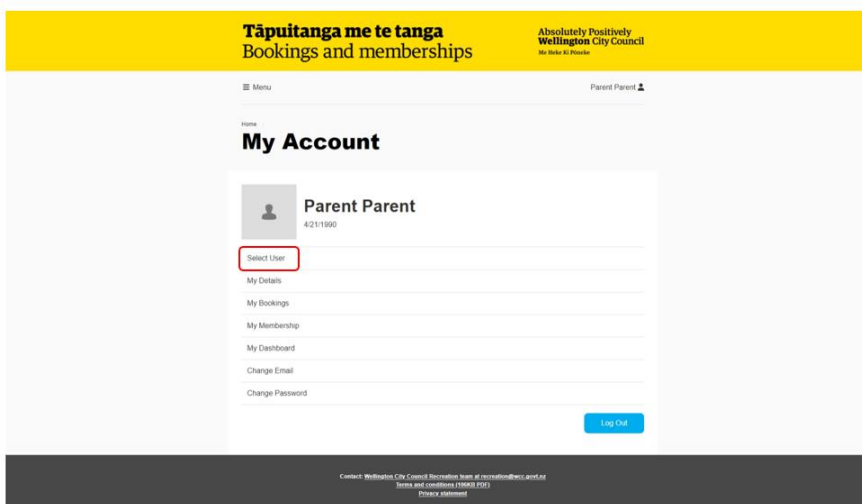 Tāpuitanga me te tanga
Bookings and memberships
Absolutely Positively
Wellington City Council
Me Heke Ki Pōneke
≡ Menu
Parent Parent
Home
My Account
Parent Parent
4/21/1990
Select User
My Details
My Bookings
My Membership
My Dashboard
Change Email
Change Password
Log Out
Contact: Wellington City Council Recreation team at recreation@wcc.govt.nz
Terms and conditions (196KB PDF)
Privacy statement